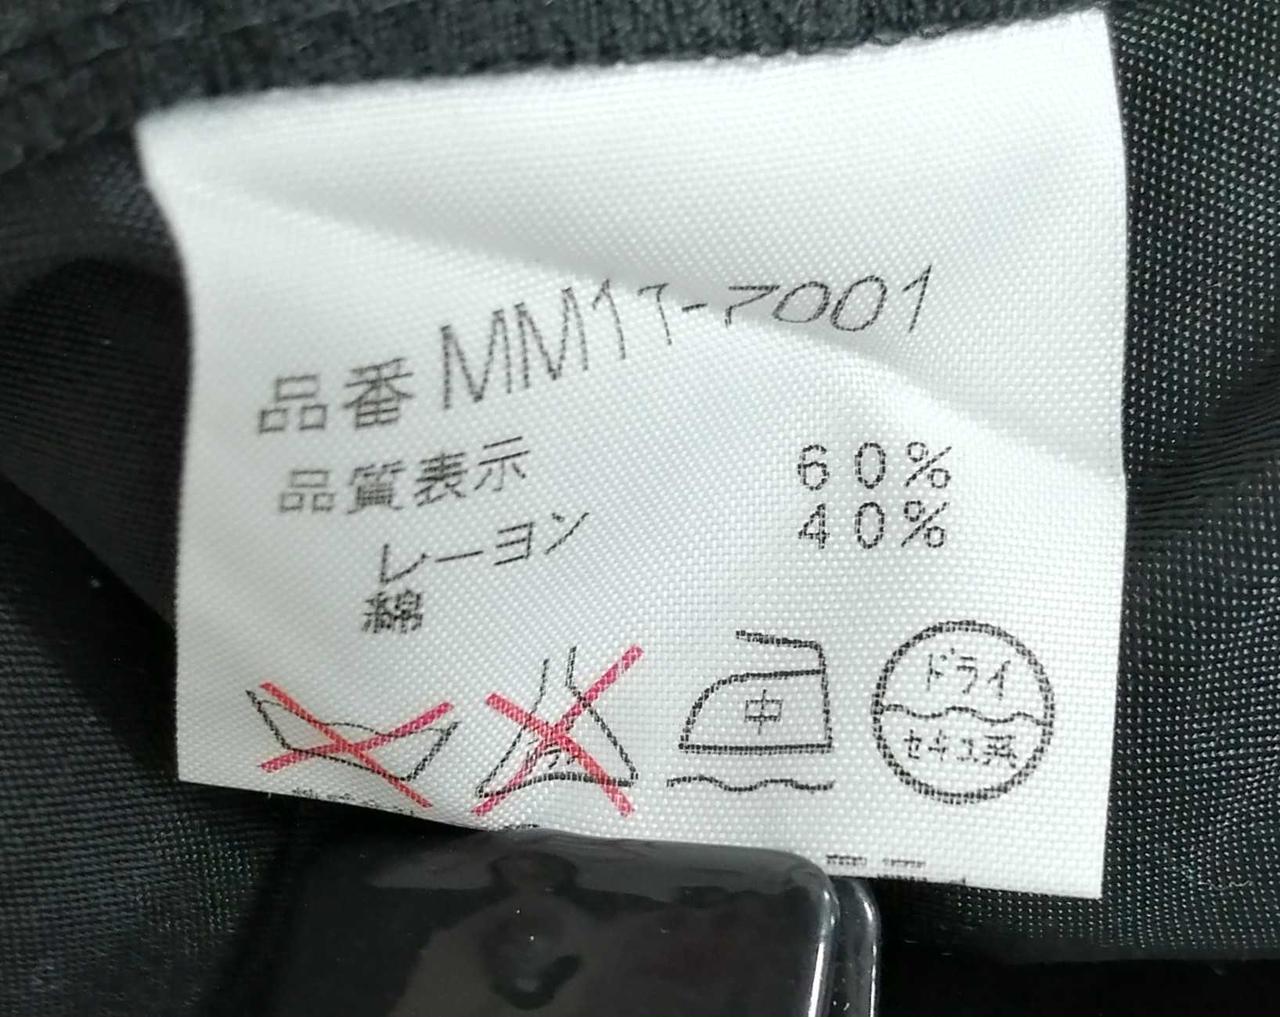 品番 MM11-7001
品質表示
レーヨン 60%
綿 40%
中
ドライ
セキユ系